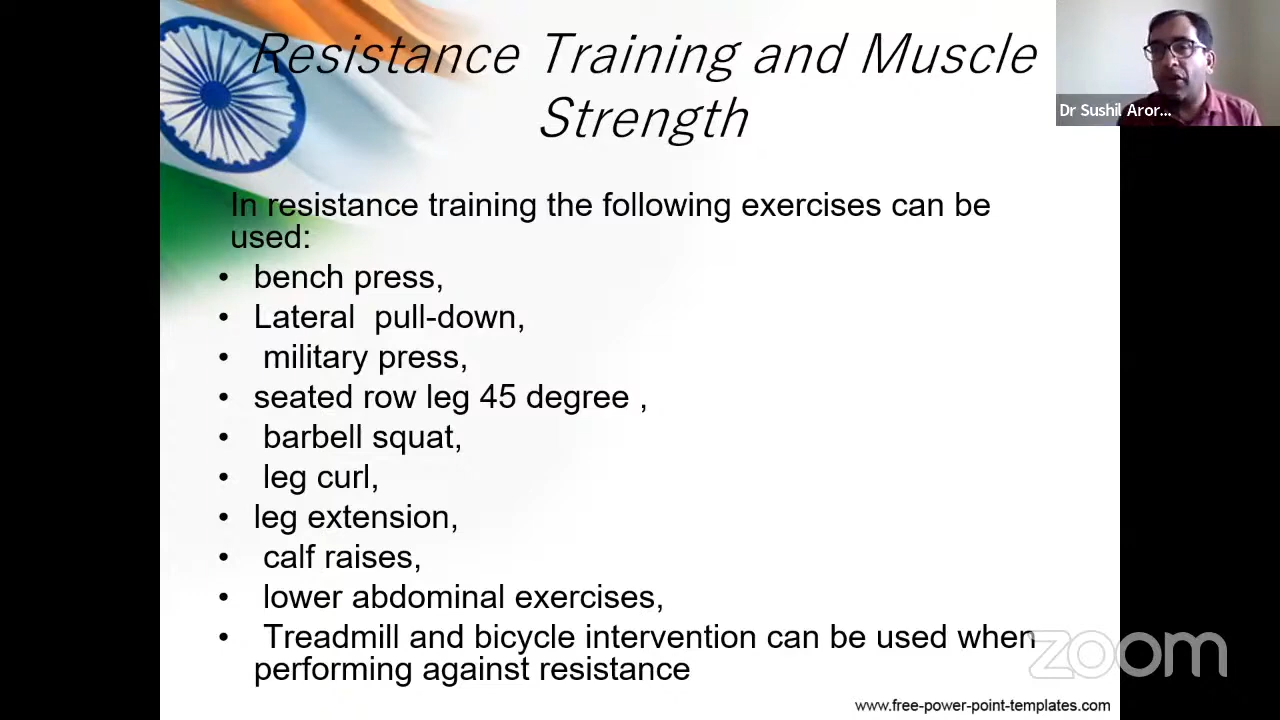 Resistance Training and Muscle
Strength
Dr Sushil Aror...
In resistance training the following exercises can be
used:
• bench press,
• Lateral pull-down,
• military press,
• seated row leg 45 degree ,
• barbell squat,
• leg curl,
• leg extension,
• calf raises,
• lower abdominal exercises,
• Treadmill and bicycle intervention can be used when
performing against resistance
zoom
www.free-power-point-templates.com